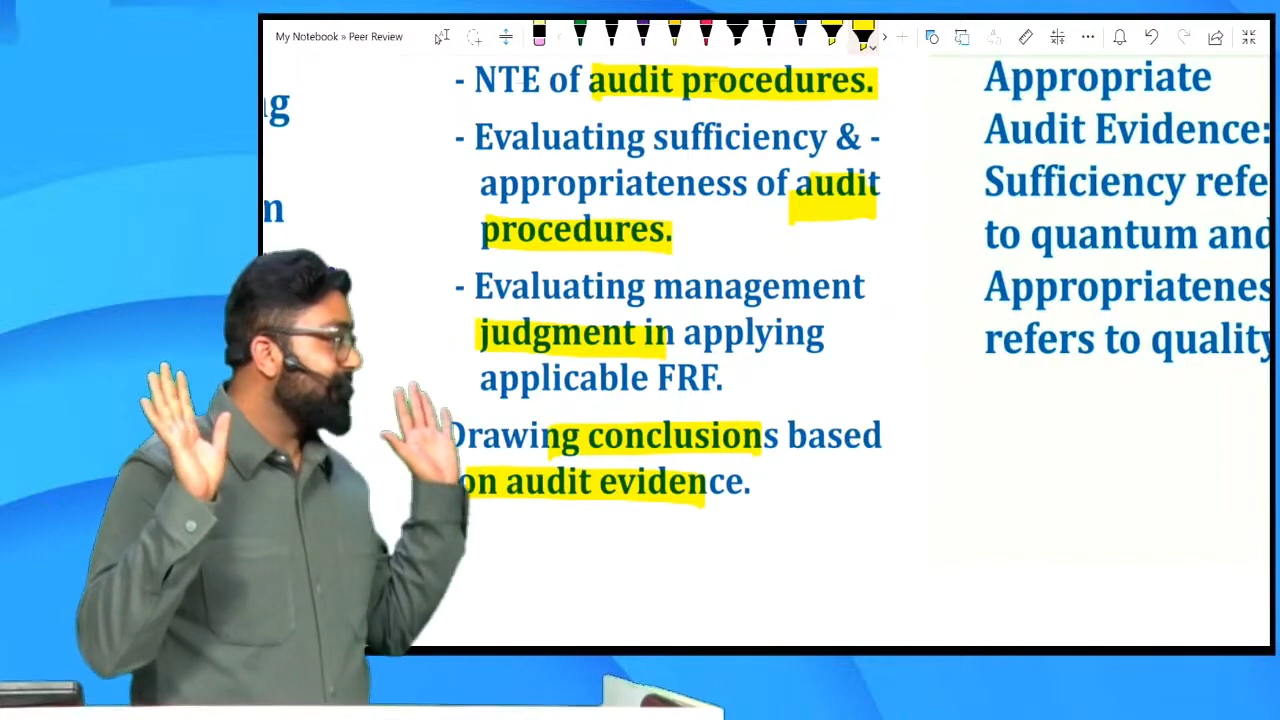 My Notebook » Peer Review
- NTE of audit procedures.
- Evaluating sufficiency & -
appropriateness of audit
procedures.
- Evaluating management
judgment in applying
applicable FRF.
Drawing conclusions based
on audit evidence.
Appropriate
Audit Evidence:
Sufficiency refe
to quantum and
Appropriatenes
refers to quality